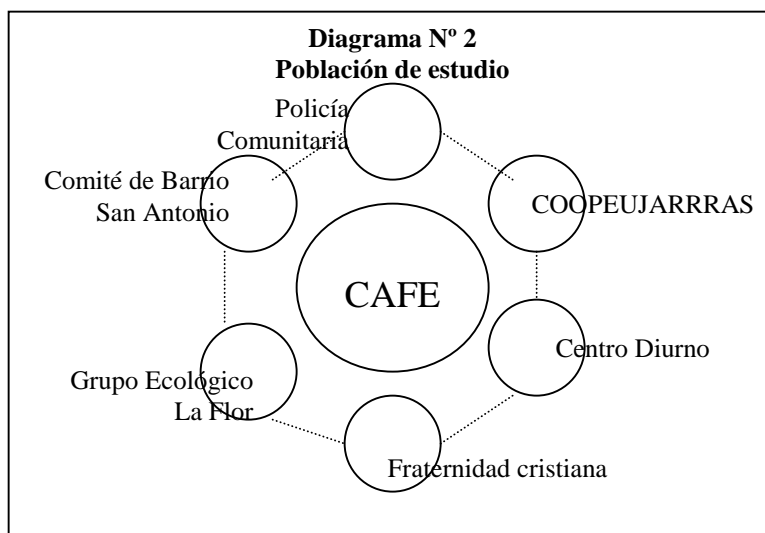 Diagrama Nº 2
Población de estudio
Policía
Comunitaria
Comité de Barrio
San Antonio
COOPEUJARRRAS
CAFE
Centro Diurno
Grupo Ecológico
La Flor
Fraternidad cristiana